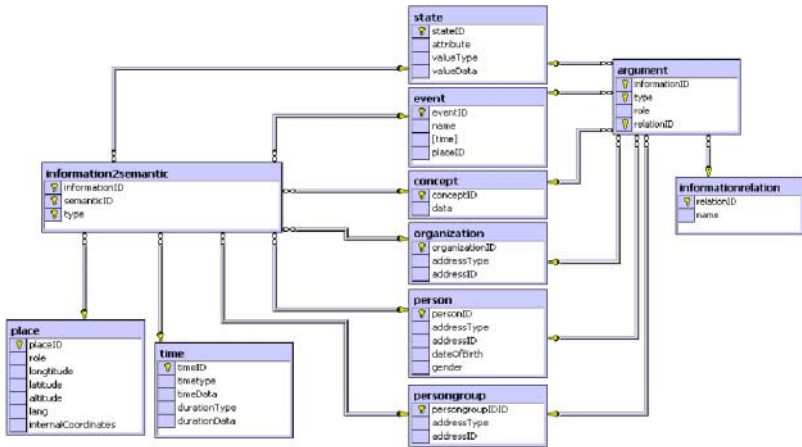 state
stateID
attribute
valueType
valueData
argument
informationID
type
role
relationID
event
eventID
name
[time]
placeID
information2semantic
informationID
semanticID
type
concept
conceptID
data
informationrelation
relationID
name
organization
organizationID
addressType
addressID
person
personID
addressType
addressID
dateOfBirth
gender
place
placeID
role
longtitude
latitude
altitude
lang
internalCoordinates
time
timeID
timetype
timeData
durationType
durationData
persongroup
persongroupIDID
addressType
addressID